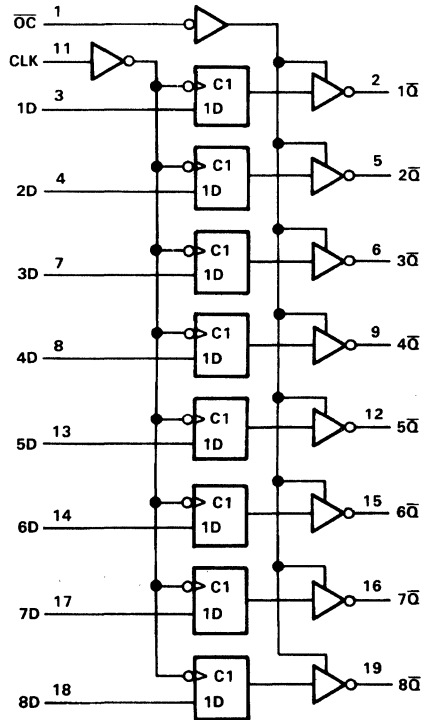 O̅C̅ 1
CLK 11
1D 3 C1 1D 2 1Q̅
2D 4 C1 1D 5 2Q̅
3D 7 C1 1D 6 3Q̅
4D 8 C1 1D 9 4Q̅
5D 13 C1 1D 12 5Q̅
6D 14 C1 1D 15 6Q̅
7D 17 C1 1D 16 7Q̅
8D 18 C1 1D 19 8Q̅